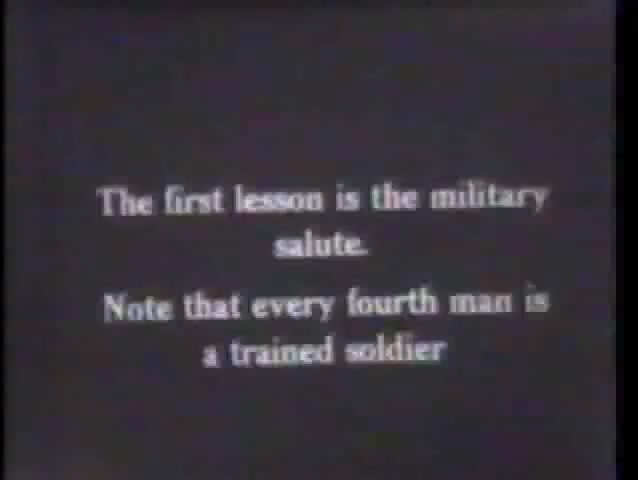 The first lesson is the military
salute.
Note that every fourth man is
a trained soldier